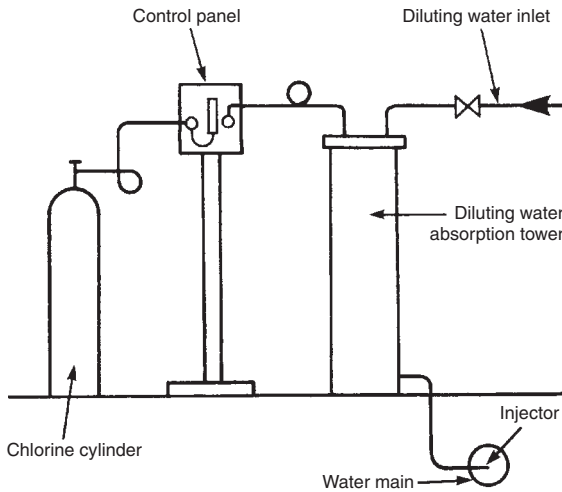 Control panel
Diluting water inlet
Diluting water
absorption tower
Chlorine cylinder
Injector
Water main